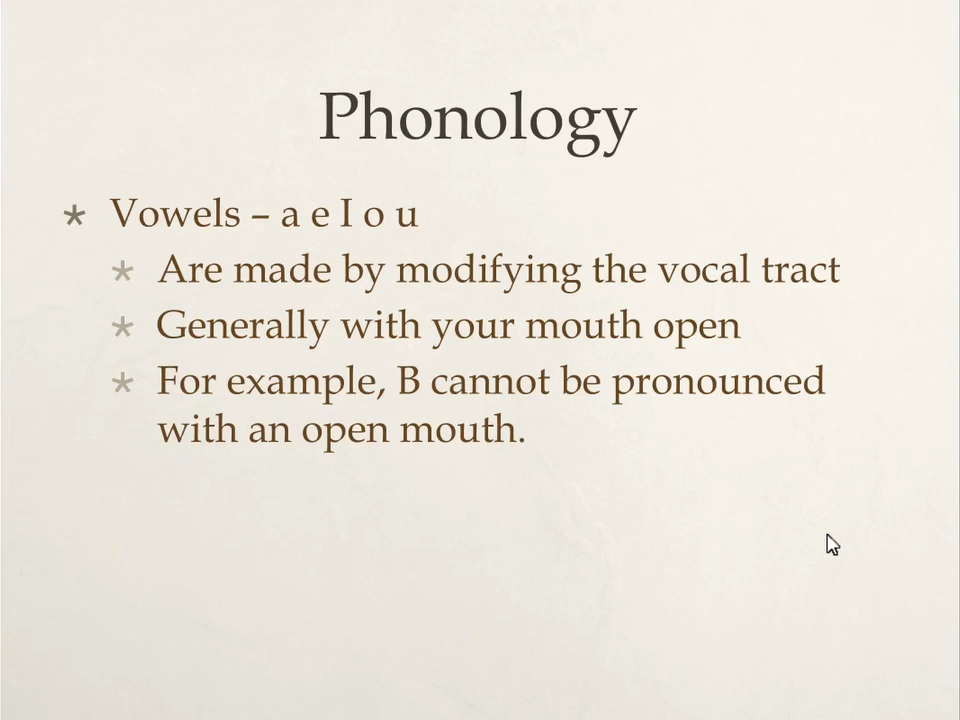 Phonology
* Vowels – a e I o u
* Are made by modifying the vocal tract
* Generally with your mouth open
* For example, B cannot be pronounced
with an open mouth.